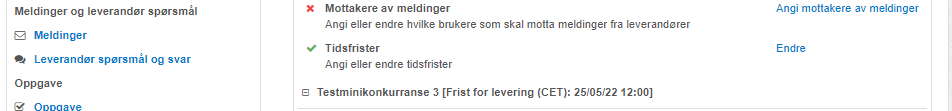 Meldinger og leverandør spørsmål
Meldinger
Leverandør spørsmål og svar
Oppgave
Oppgave
Mottakere av meldinger
Angi mottakere av meldinger
Angi eller endre hvilke brukere som skal motta meldinger fra leverandører
Tidsfrister
Endre
Angi eller endre tidsfrister
Testminikonkurranse 3 [Frist for levering (CET): 25/05/22 12:00]